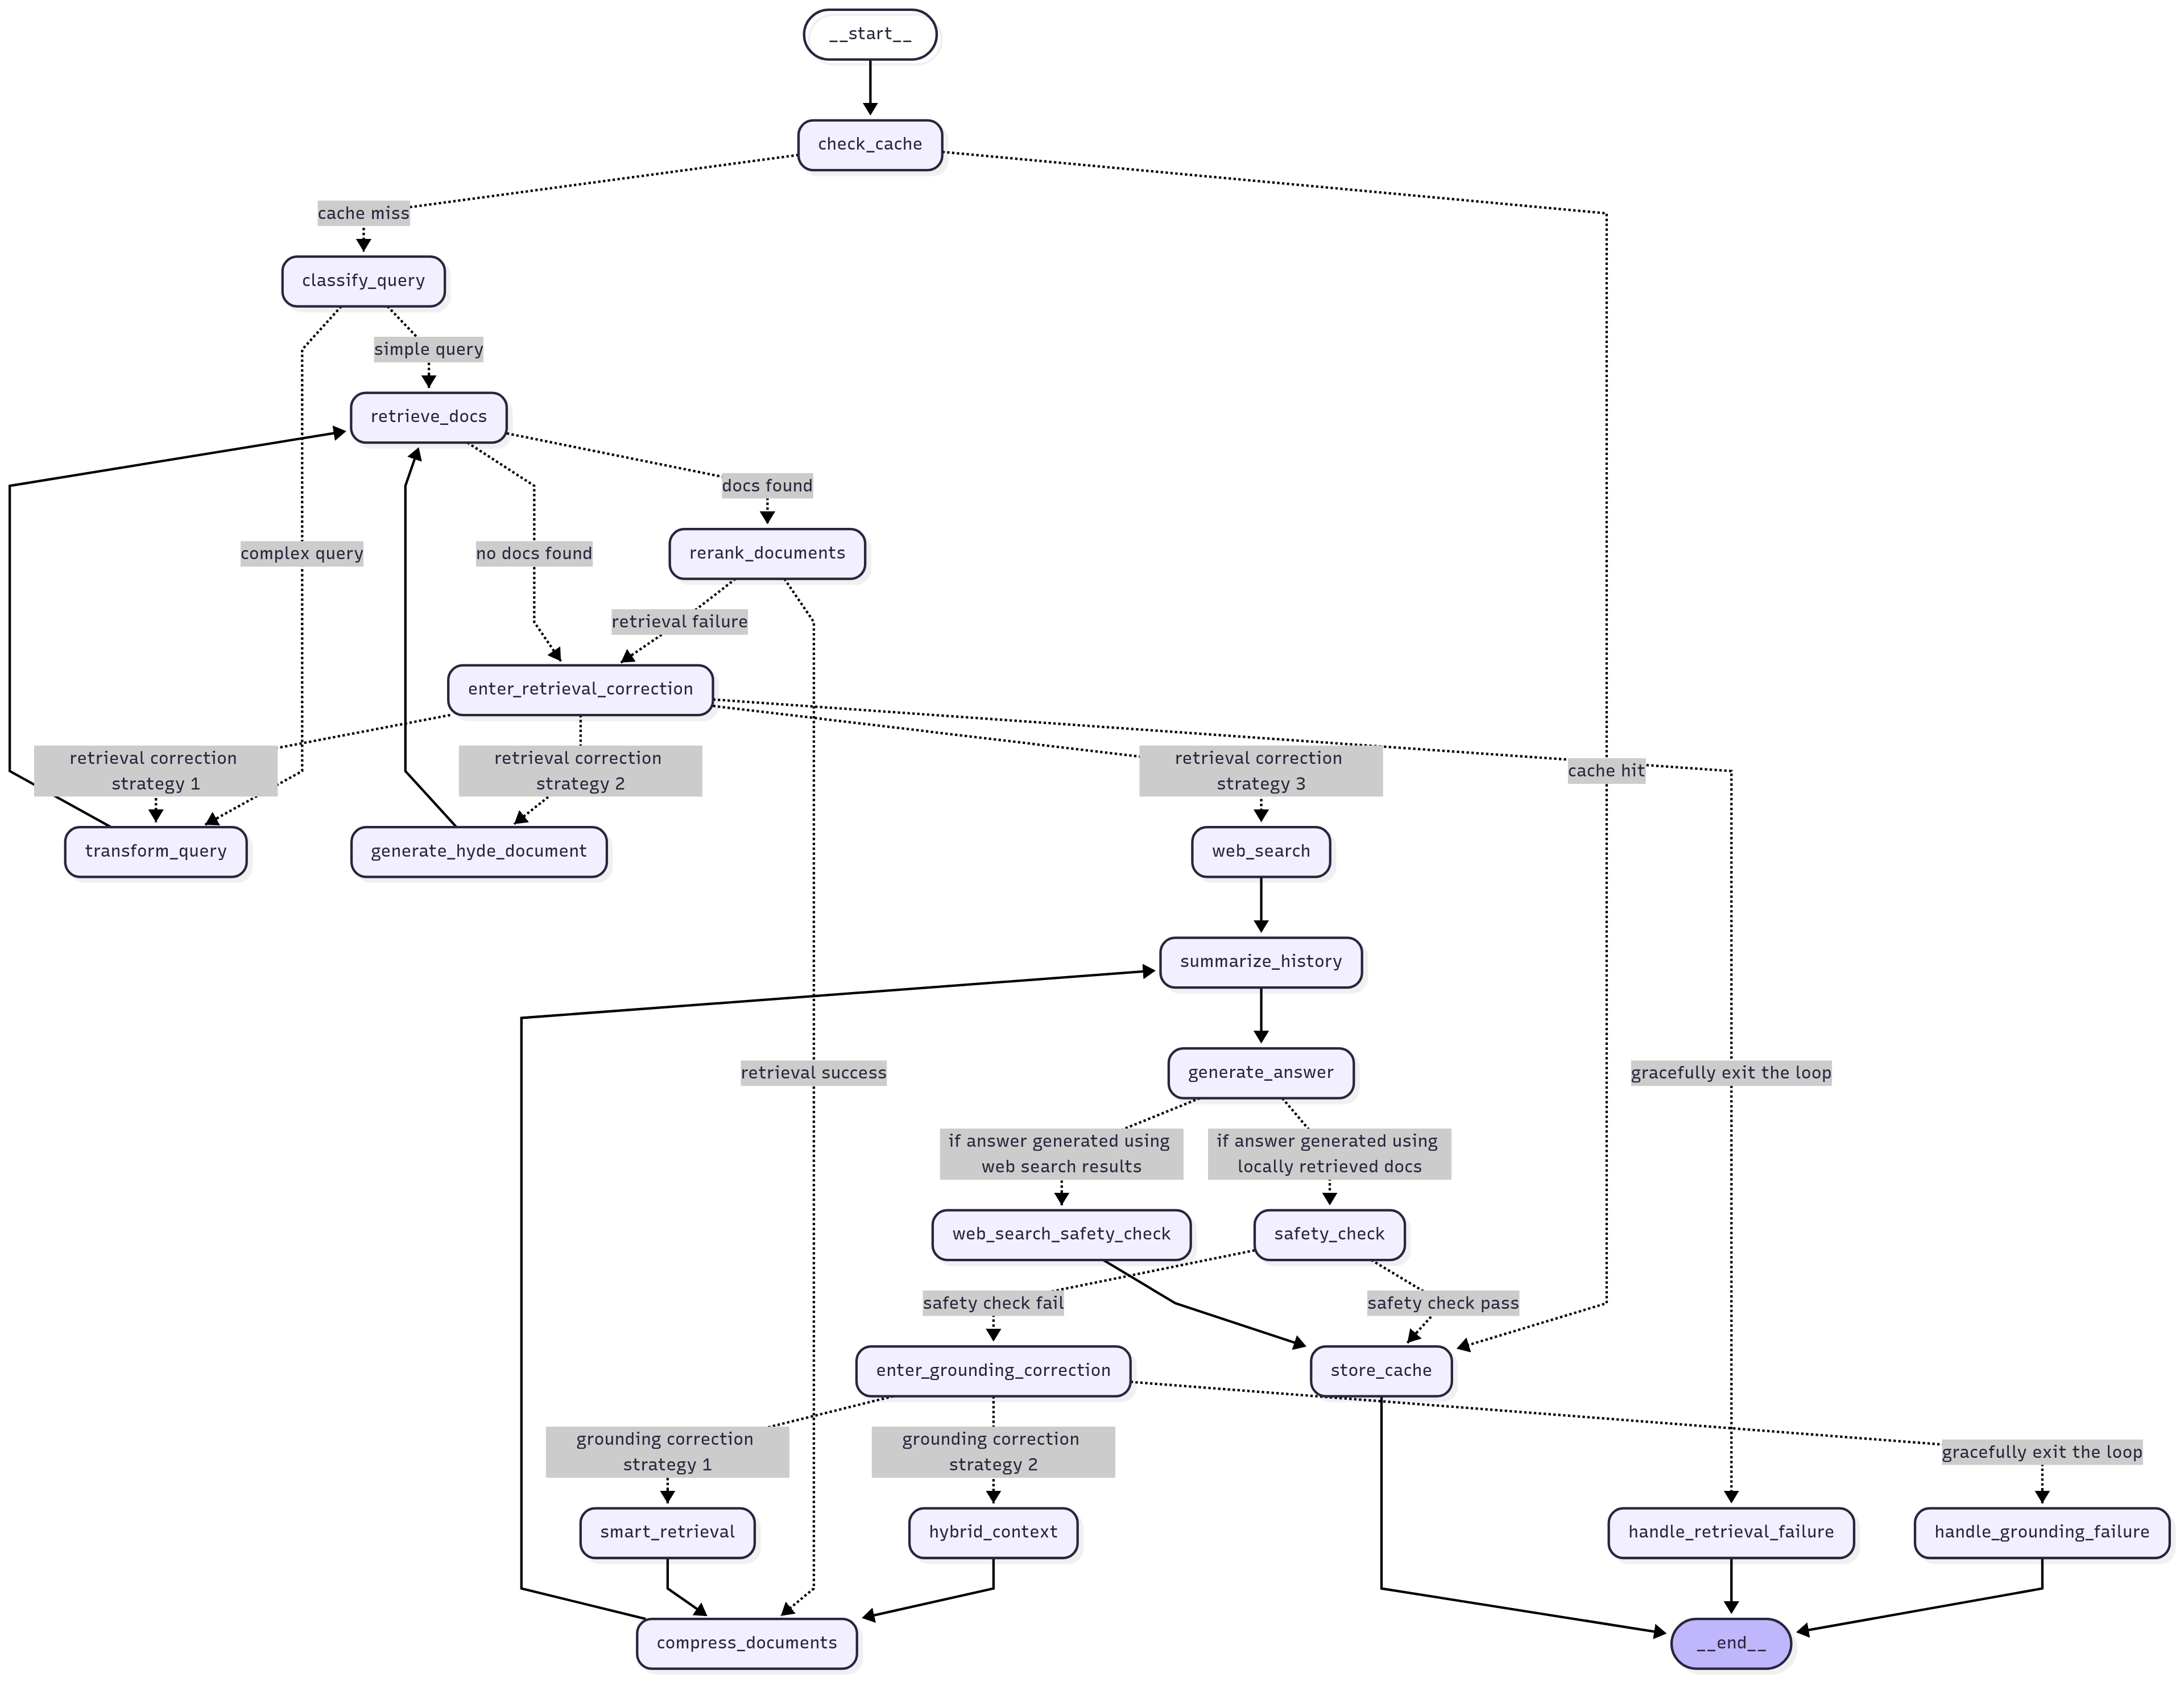 __start__
check_cache
cache miss
classify_query
simple query
retrieve_docs
docs found
complex query
no docs found
rerank_documents
retrieval failure
enter_retrieval_correction
retrieval correction
strategy 1
retrieval correction
strategy 2
retrieval correction
strategy 3
cache hit
transform_query
generate_hyde_document
web_search
summarize_history
retrieval success
generate_answer
gracefully exit the loop
if answer generated using
web search results
if answer generated using
locally retrieved docs
web_search_safety_check
safety_check
safety check fail
safety check pass
enter_grounding_correction
store_cache
grounding correction
strategy 1
grounding correction
strategy 2
gracefully exit the loop
smart_retrieval
hybrid_context
handle_retrieval_failure
handle_grounding_failure
compress_documents
__end__